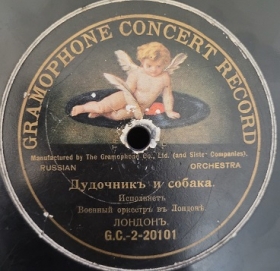 GRAMOPHONE CONCERT RECORD
Manufactured by The Gramophone Co., Ltd. (and Sister Companies).
RUSSIAN ORCHESTRA
Дудочникъ и собака.
Исполняетъ
Военный оркестръ въ Лондонѣ
ЛОНДОНЪ.
G.C.-2-20101